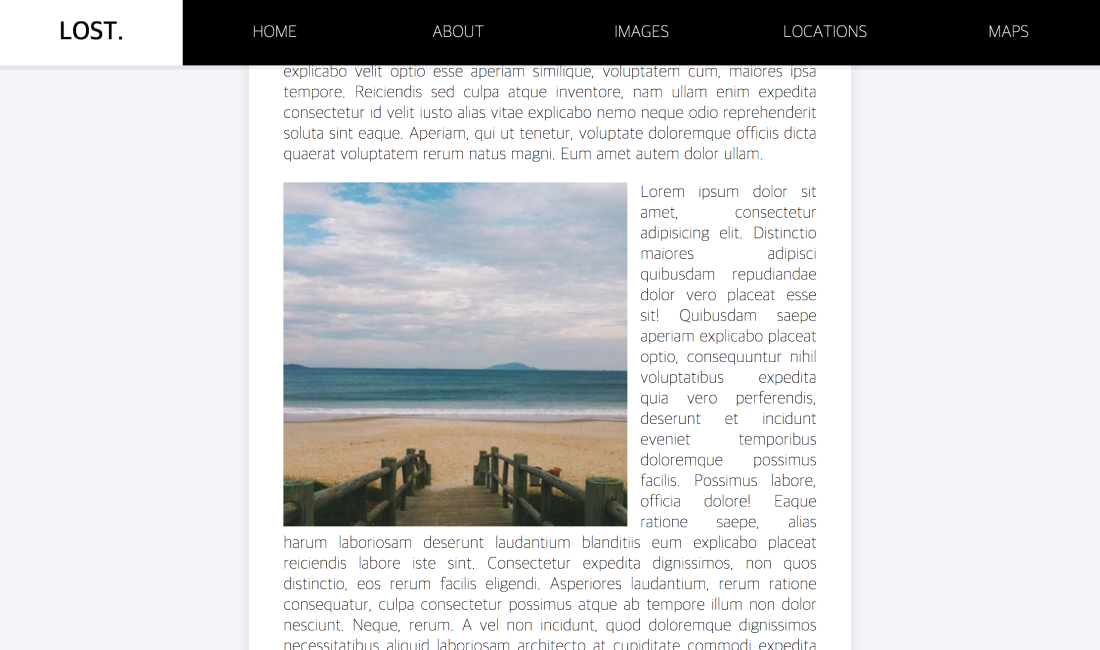 LOST.
HOME ABOUT IMAGES LOCATIONS MAPS
explicabo velit optio esse aperiam similique, voluptatem cum, maiores ipsa
tempore. Reiciendis sed culpa atque inventore, nam ullam enim expedita
consectetur id velit iusto alias vitae explicabo nemo neque odio reprehenderit
soluta sint eaque. Aperiam, qui ut tenetur, voluptate doloremque officiis dicta
quaerat voluptatem rerum natus magni. Eum amet autem dolor ullam.
Lorem ipsum dolor sit
amet, consectetur
adipisicing elit. Distinctio
maiores adipisci
quibusdam repudiandae
dolor vero placeat esse
sit! Quibusdam saepe
aperiam explicabo placeat
optio, consequuntur nihil
voluptatibus expedita
quia vero perferendis,
deserunt et incidunt
eveniet temporibus
doloremque possimus
facilis. Possimus labore,
officia dolore! Eaque
ratione saepe, alias
harum laboriosam deserunt laudantium blanditiis eum explicabo placeat
reiciendis labore iste sint. Consectetur expedita dignissimos, non quos
distinctio, eos rerum facilis eligendi. Asperiores laudantium, rerum ratione
consequatur, culpa consectetur possimus atque ab tempore illum non dolor
nesciunt. Neque, rerum. A vel non incidunt, quod doloremque dignissimos
necessitatibus aliquid laboriosam architecto at cupiditate commodi expedita